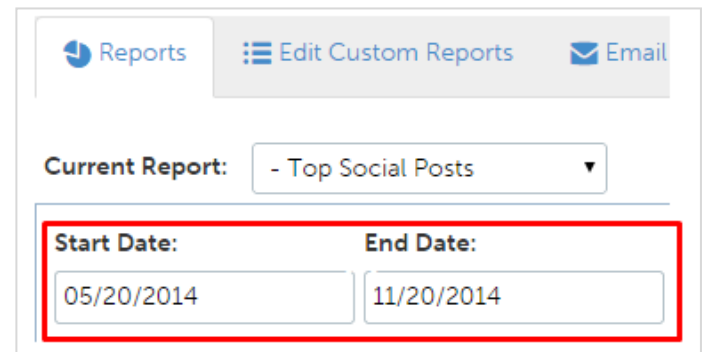 Reports Edit Custom Reports Email
Current Report: - Top Social Posts
Start Date: End Date:
05/20/2014 11/20/2014